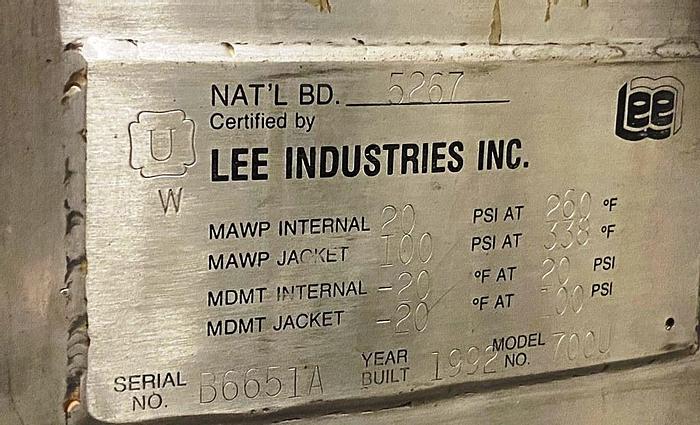 NAT'L BD. 5267
Certified by
U
LEE INDUSTRIES INC.
Lee
W
MAWP INTERNAL 20 PSI AT 260 °F
MAWP JACKET 100 PSI AT 338 °F
MDMT INTERNAL -20 °F AT 20 PSI
MDMT JACKET -20 °F AT 100 PSI
SERIAL NO. B6651A YEAR BUILT 1992 MODEL NO. 700U